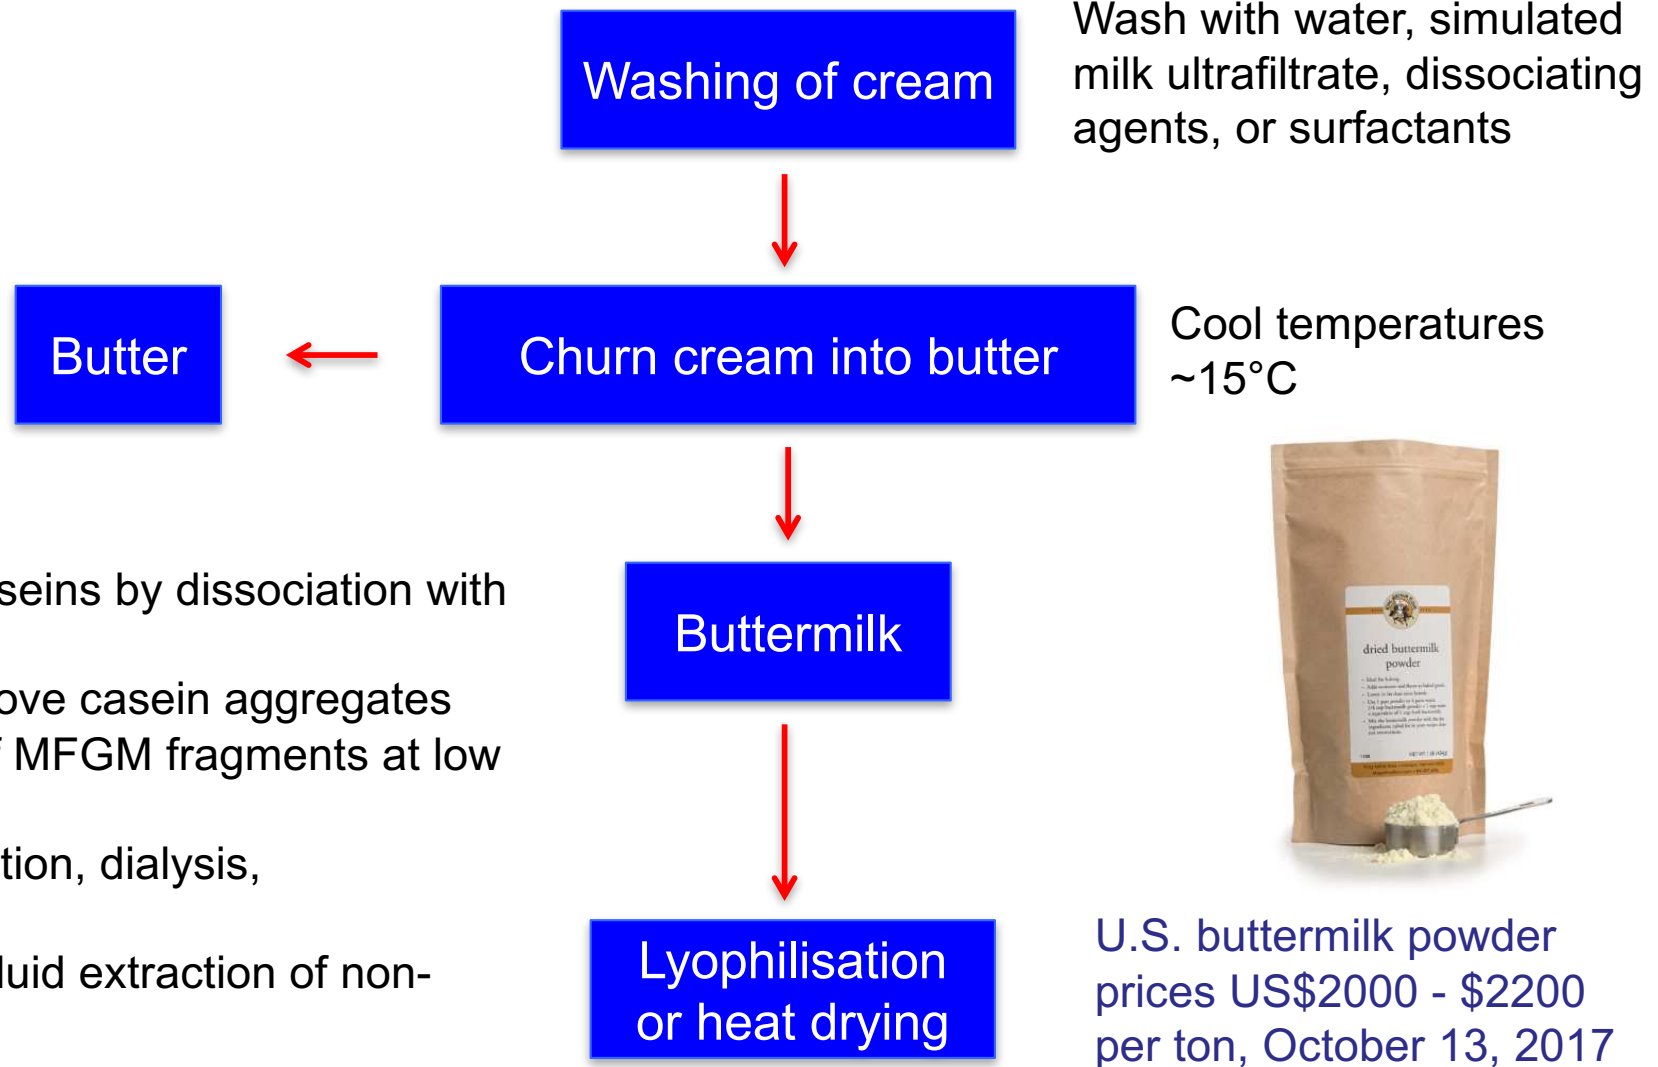 Wash with water, simulated
milk ultrafiltrate, dissociating
agents, or surfactants
Washing of cream
Butter
Churn cream into butter
Cool temperatures
~15°C
seins by dissociation with
ove casein aggregates
f MFGM fragments at low
tion, dialysis,
luid extraction of non-
Buttermilk
dried buttermilk
powder
Lyophilisation
or heat drying
U.S. buttermilk powder
prices US$2000 - $2200
per ton, October 13, 2017